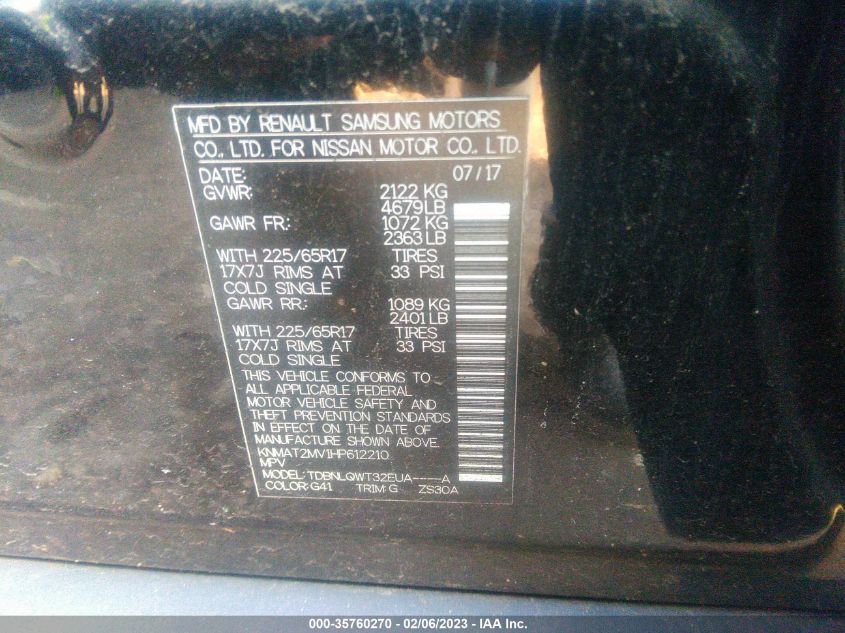 MFD BY RENAULT SAMSUNG MOTORS
CO., LTD. FOR NISSAN MOTOR CO., LTD.
DATE: 07/17
GVWR: 2122 KG
4679LB
GAWR FR: 1072 KG
2363 LB
WITH 225/65R17 TIRES
17X7J RIMS AT 33 PSI
COLD SINGLE
GAWR RR: 1089 KG
2401 LB
WITH 225/65R17 TIRES
17X7J RIMS AT 33 PSI
COLD SINGLE
THIS VEHICLE CONFORMS TO
ALL APPLICABLE FEDERAL
MOTOR VEHICLE SAFETY AND
THEFT PREVENTION STANDARDS
IN EFFECT ON THE DATE OF
MANUFACTURE SHOWN ABOVE.
KNMAT2MV1HP612210
MPV
MODEL: TDBNLQWT32EUA----A
COLOR: G41 TRIM: G ZS30A
000-35760270 - 02/06/2023 - IAA Inc.